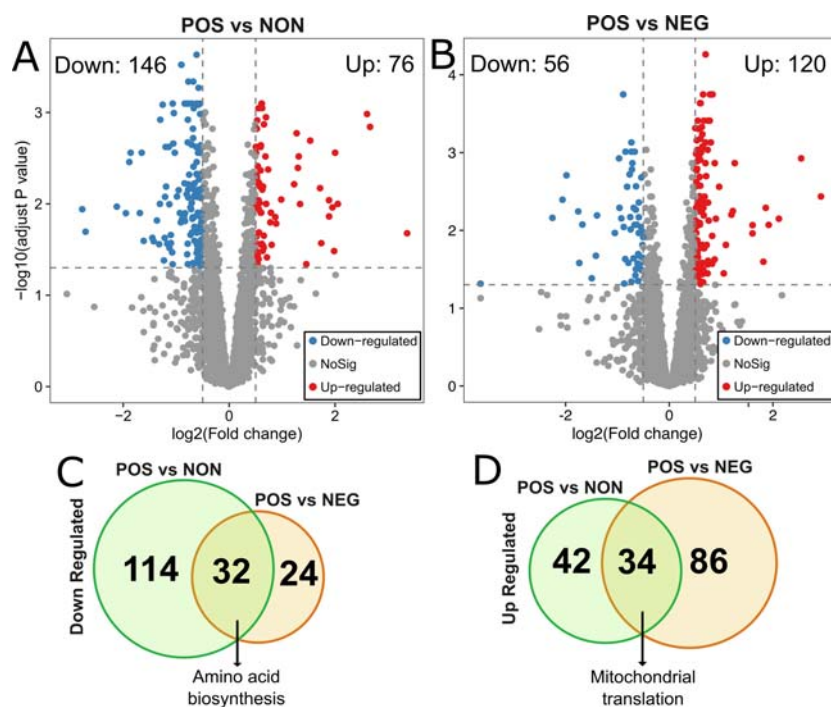 POS vs NON
A
Down: 146
Up: 76
−log10(adjust P value)
3
2
1
0
−2
0
2
log2(Fold change)
Down-regulated
NoSig
Up-regulated
POS vs NEG
B
Down: 56
Up: 120
4
3
2
1
0
-2
0
2
log2(Fold change)
Down-regulated
NoSig
Up-regulated
C
POS vs NON
POS vs NEG
Down Regulated
114
32
24
Amino acid
biosynthesis
D
POS vs NEG
POS vs NON
Up Regulated
42
34
86
Mitochondrial
translation